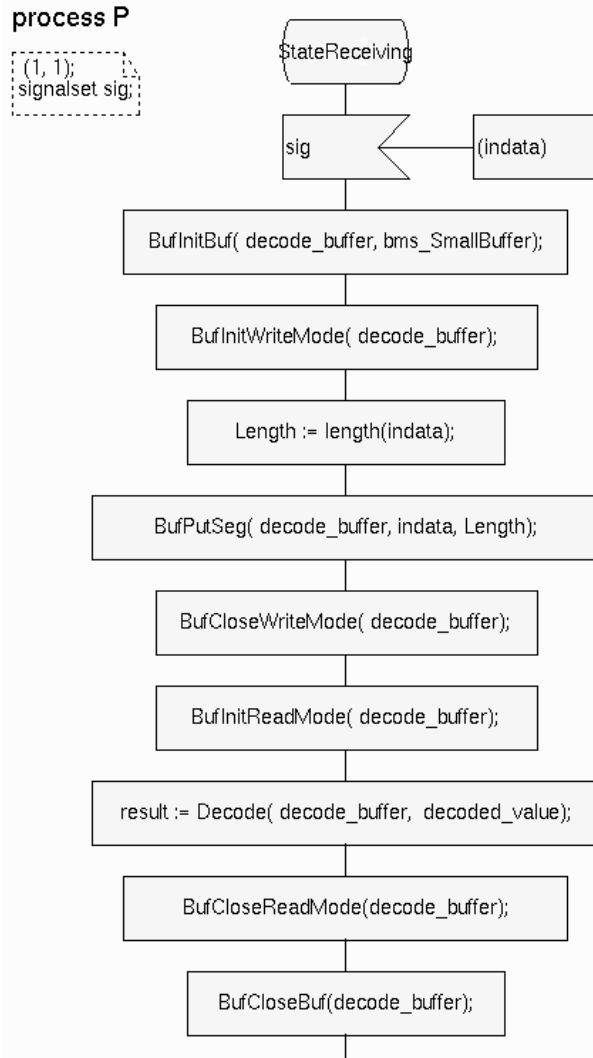 process P
(1, 1);
signalset sig;
StateReceiving
sig
(indata)
BufInitBuf( decode_buffer, bms_SmallBuffer);
BufInitWriteMode( decode_buffer);
Length := length(indata);
BufPutSeg( decode_buffer, indata, Length);
BufCloseWriteMode( decode_buffer);
BufInitReadMode( decode_buffer);
result := Decode( decode_buffer, decoded_value);
BufCloseReadMode(decode_buffer);
BufCloseBuf(decode_buffer);